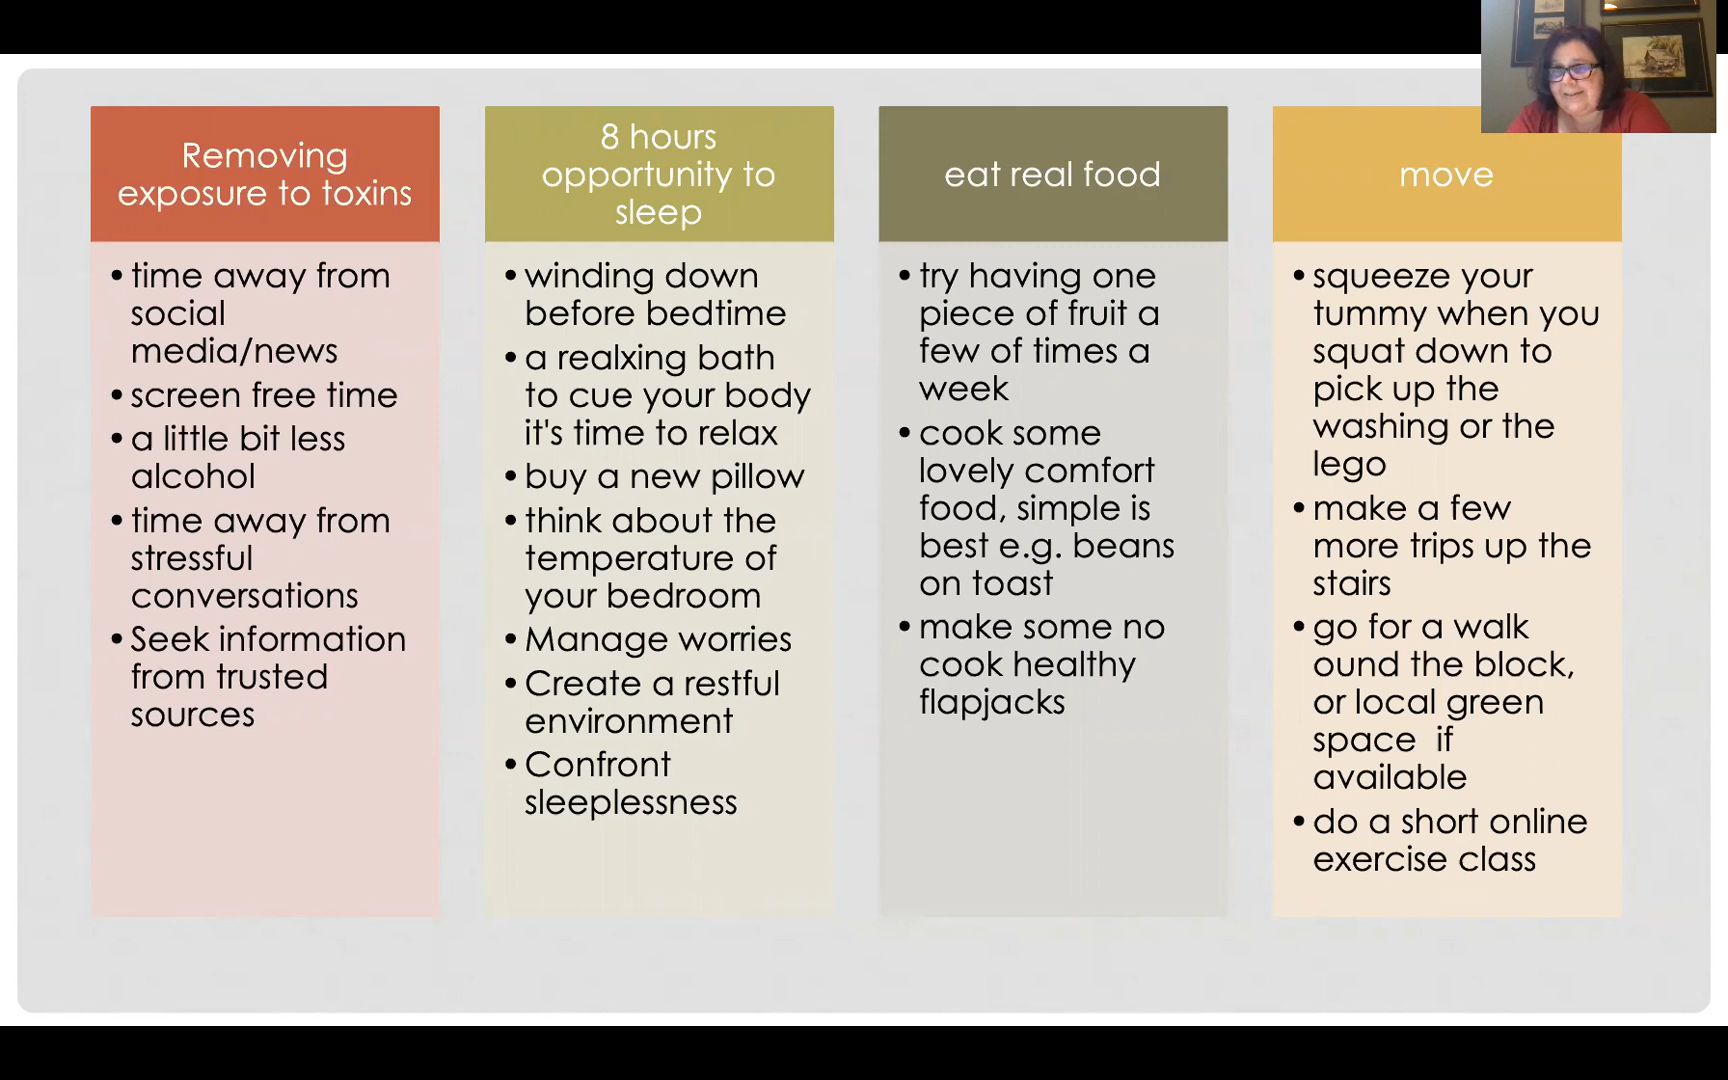 Removing
exposure to toxins
• time away from
social
media/news
• screen free time
• a little bit less
alcohol
• time away from
stressful
conversations
• Seek information
from trusted
sources
8 hours
opportunity to
sleep
• winding down
before bedtime
• a realxing bath
to cue your body
it's time to relax
• buy a new pillow
• think about the
temperature of
your bedroom
• Manage worries
• Create a restful
environment
• Confront
sleeplessness
eat real food
• try having one
piece of fruit a
few of times a
week
• cook some
lovely comfort
food, simple is
best e.g. beans
on toast
• make some no
cook healthy
flapjacks
move
• squeeze your
tummy when you
squat down to
pick up the
washing or the
lego
• make a few
more trips up the
stairs
• go for a walk
ound the block,
or local green
space  if
available
• do a short online
exercise class